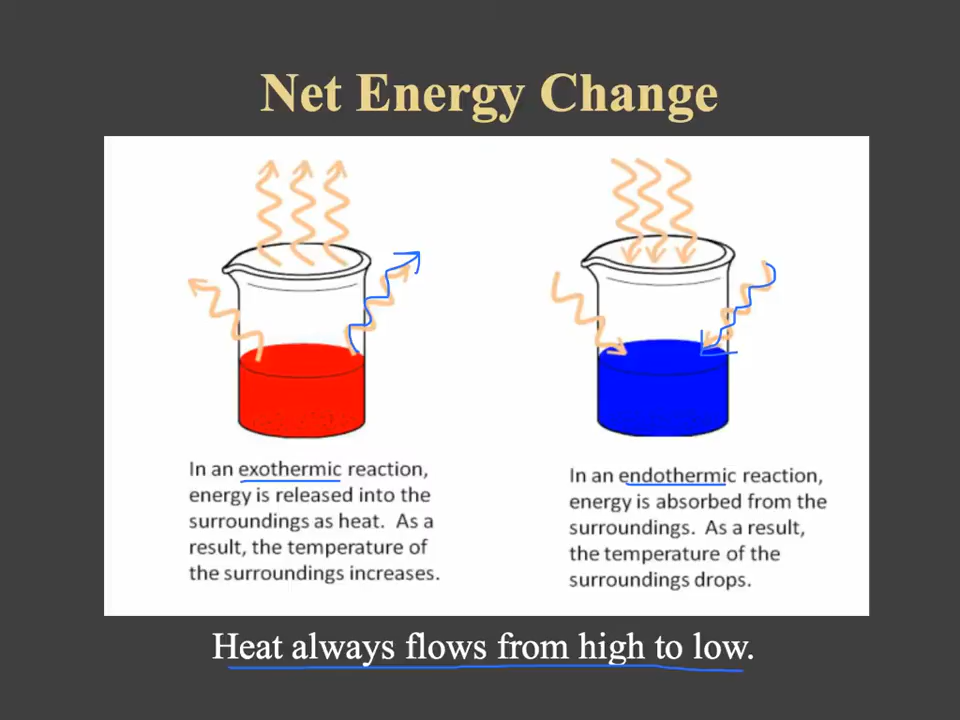 Net Energy Change
In an exothermic reaction,
energy is released into the
surroundings as heat. As a
result, the temperature of
the surroundings increases.
In an endothermic reaction,
energy is absorbed from the
surroundings. As a result,
the temperature of the
surroundings drops.
Heat always flows from high to low.